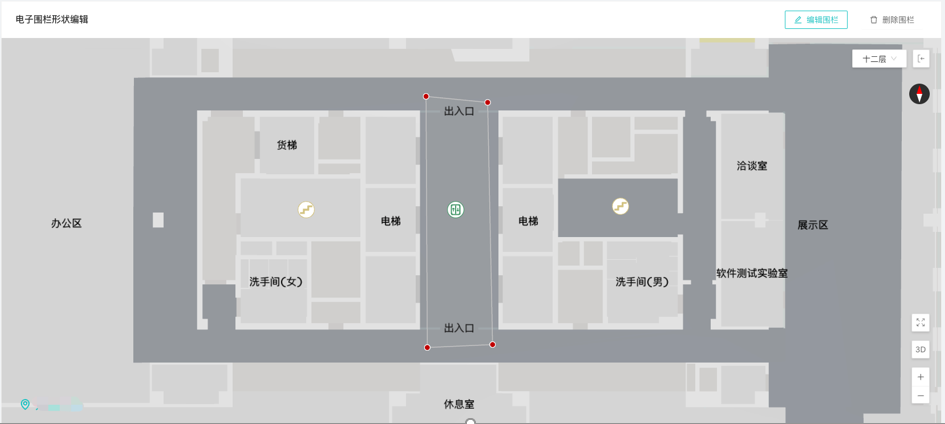 电子围栏形状编辑
编辑围栏
删除围栏
十二层
出入口
货梯
洽谈室
办公区
电梯
电梯
展示区
洗手间(女)
洗手间(男)
软件测试实验室
出入口
3D
休息室